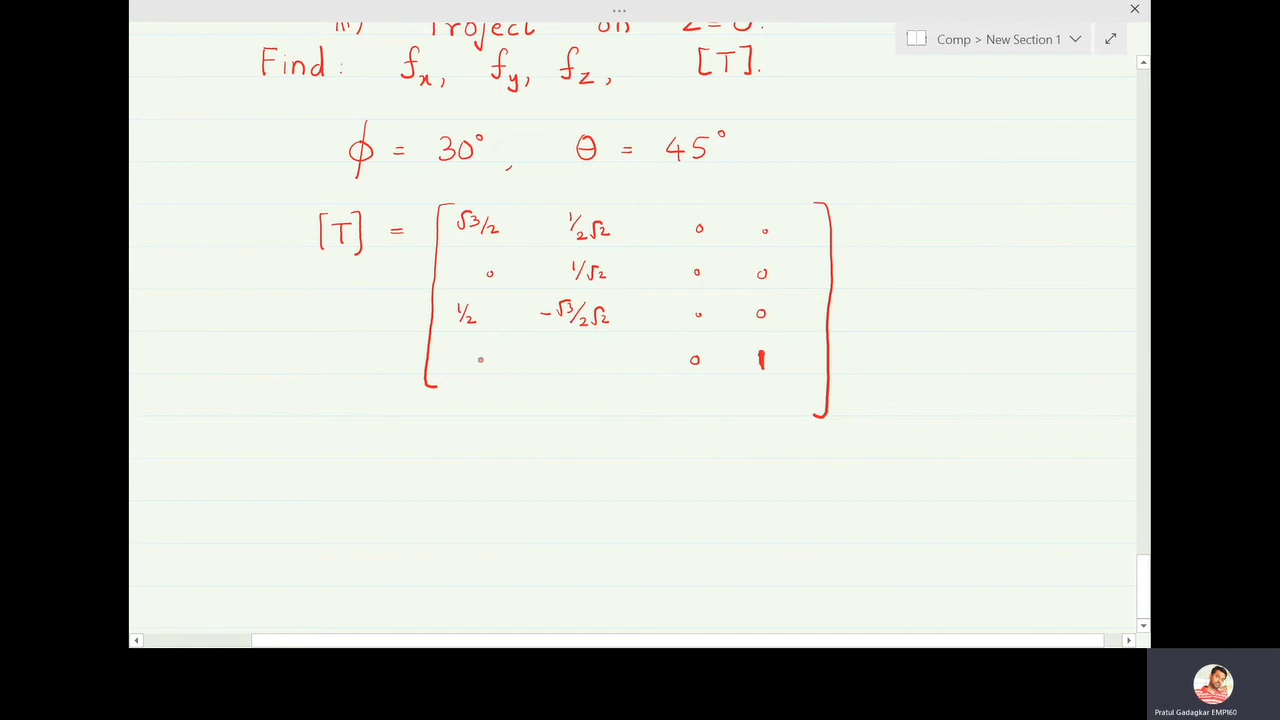 Project on z = 0.
Comp > New Section 1
Find : fx, fy, fz, [T].
φ = 30°, θ = 45°
[T] =
√3/2 1/2√2 0 0
0 1/√2 0 0
1/2 -√3/2√2 0 0
0 1
Pratul Gadagkar EMP160